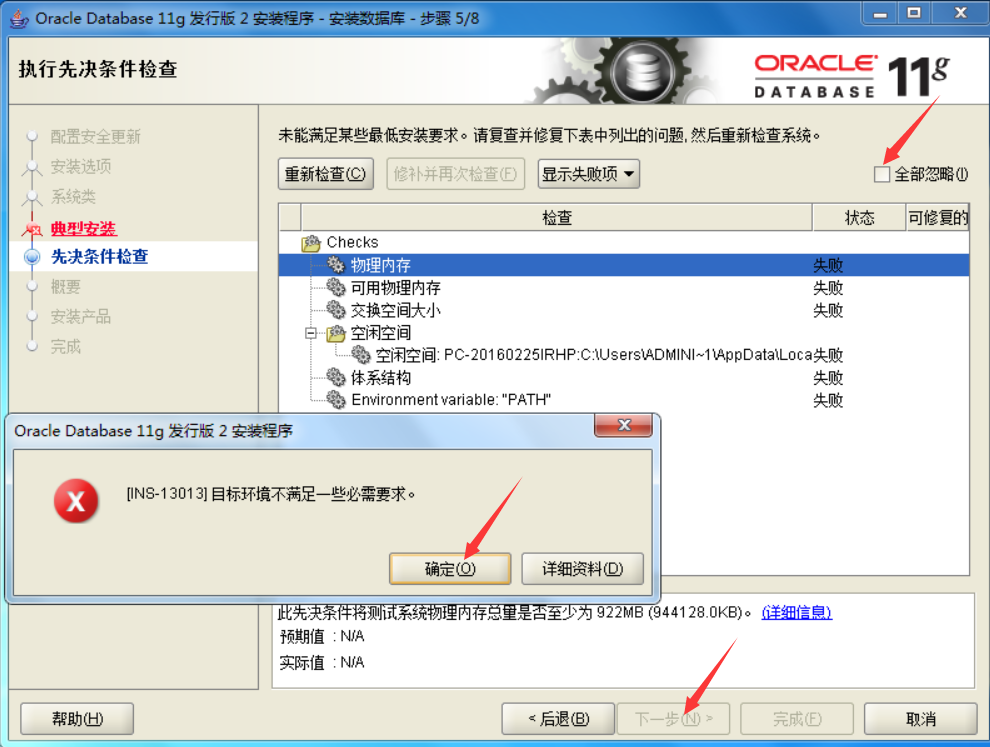 Oracle Database 11g 发行版 2 安装程序 - 安装数据库 - 步骤 5/8
执行先决条件检查
ORACLE 11g
DATABASE
配置安全更新
安装选项
系统类
典型安装
先决条件检查
概要
安装产品
完成
未能满足某些最低安装要求。请复查并修复下表中列出的问题, 然后重新检查系统。
重新检查(C) 修补并再次检查(F) 显示失败项 全部忽略(I)
检查 状态 可修复的
Checks
物理内存 失败
可用物理内存 失败
交换空间大小 失败
空闲空间
空闲空间: PC-20160225IRHP:C:\Users\ADMINI~1\AppData\Loca 失败
体系结构 失败
Environment variable: "PATH" 失败
Oracle Database 11g 发行版 2 安装程序
[INS-13013] 目标环境不满足一些必需要求。
确定(O) 详细资料(D)
此先决条件将测试系统物理内存总量是否至少为 922MB (944128.0KB)。 (详细信息)
预期值 : N/A
实际值 : N/A
帮助(H) < 后退(B) 下一步(N) > 完成(F) 取消